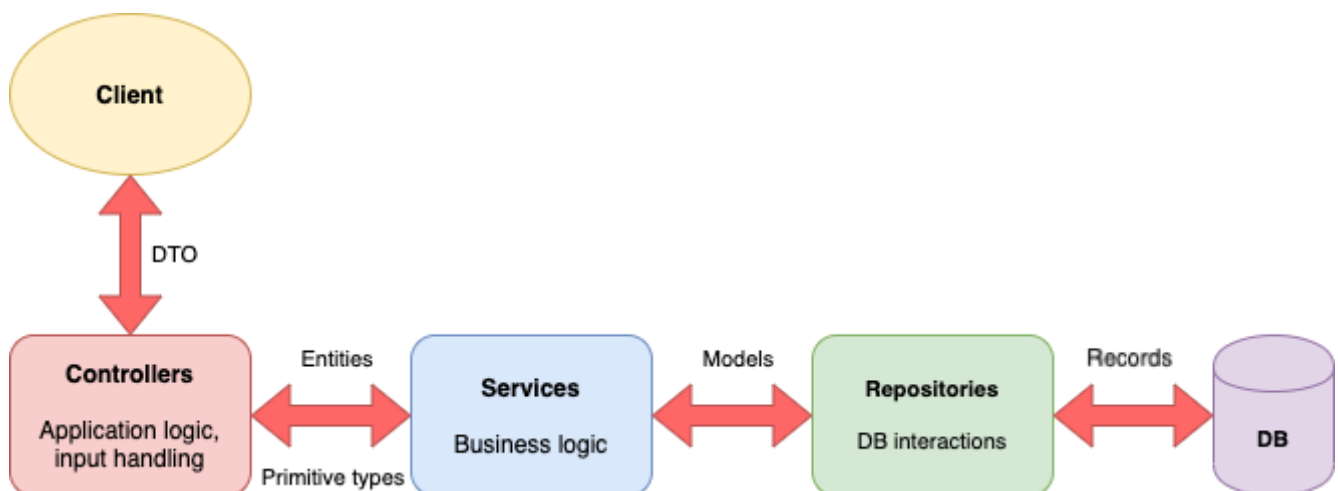 Client
DTO
Controllers
Application logic,
input handling
Entities
Primitive types
Services
Business logic
Models
Repositories
DB interactions
Records
DB